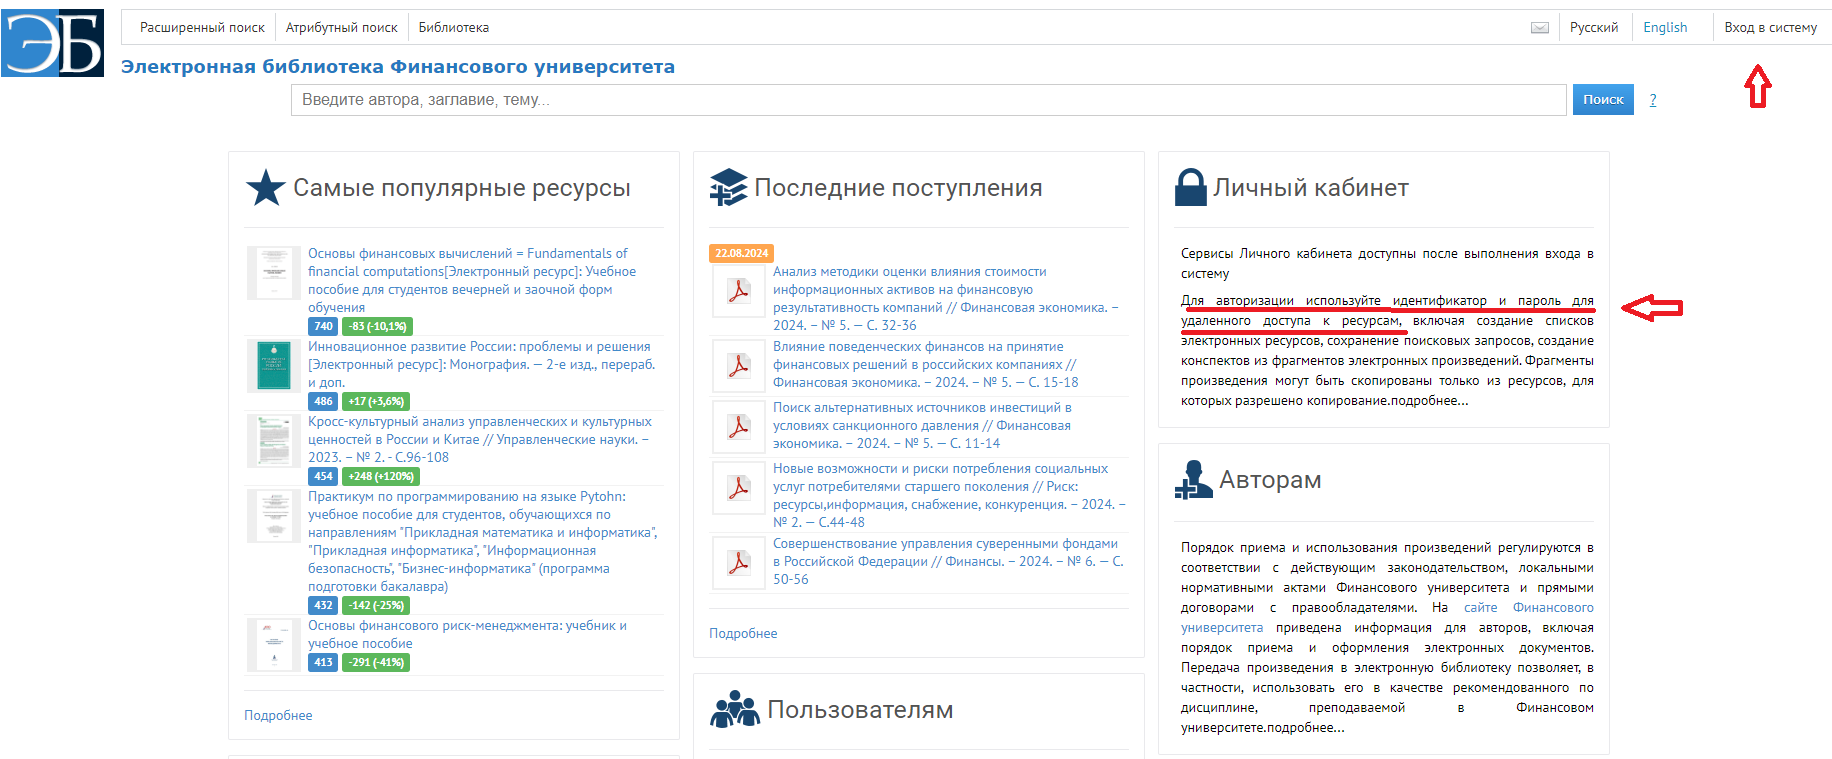 ЭБ
Расширенный поиск
Атрибутный поиск
Библиотека
Русский
English
Вход в систему
Электронная библиотека Финансового университета
Введите автора, заглавие, тему...
Поиск
?
Самые популярные ресурсы
Основы финансовых вычислений = Fundamentals of
financial computations[Электронный ресурс]: Учебное
пособие для студентов вечерней и заочной форм
обучения
740 -83 (-10,1%)
Инновационное развитие России: проблемы и решения
[Электронный ресурс]: Монография. — 2-е изд., перераб.
и доп.
486 +17 (+3,6%)
Кросс-культурный анализ управленческих и культурных
ценностей в России и Китае // Управленческие науки. –
2023. – № 2. - С.96-108
454 +248 (+120%)
Практикум по программированию на языке Pytohn:
учебное пособие для студентов, обучающихся по
направлениям "Прикладная математика и информатика",
"Прикладная информатика", "Информационная
безопасность", "Бизнес-информатика" (программа
подготовки бакалавра)
432 -142 (-25%)
Основы финансового риск-менеджмента: учебник и
учебное пособие
413 -291 (-41%)
Подробнее
Последние поступления
22.08.2024
Анализ методики оценки влияния стоимости
информационных активов на финансовую
результативность компаний // Финансовая экономика. –
2024. – № 5. — С. 32-36
Влияние поведенческих финансов на принятие
финансовых решений в российских компаниях //
Финансовая экономика. – 2024. – № 5. — С. 15-18
Поиск альтернативных источников инвестиций в
условиях санкционного давления // Финансовая
экономика. – 2024. – № 5. — С. 11-14
Новые возможности и риски потребления социальных
услуг потребителями старшего поколения // Риск:
ресурсы,информация, снабжение, конкуренция. – 2024. –
№ 2. — С.44-48
Совершенствование управления суверенными фондами
в Российской Федерации // Финансы. – 2024. – № 6. — С.
50-56
Подробнее
Пользователям
Личный кабинет
Сервисы Личного кабинета доступны после выполнения входа в
систему
Для авторизации используйте идентификатор и пароль для
удаленного доступа к ресурсам, включая создание списков
электронных ресурсов, сохранение поисковых запросов, создание
конспектов из фрагментов электронных произведений. Фрагменты
произведения могут быть скопированы только из ресурсов, для
которых разрешено копирование.подробнее...
Авторам
Порядок приема и использования произведений регулируются в
соответствии с действующим законодательством, локальными
нормативными актами Финансового университета и прямыми
договорами с правообладателями. На сайте Финансового
университета приведена информация для авторов, включая
порядок приема и оформления электронных документов.
Передача произведения в электронную библиотеку позволяет, в
частности, использовать его в качестве рекомендованного по
дисциплине, преподаваемой в Финансовом
университете.подробнее...